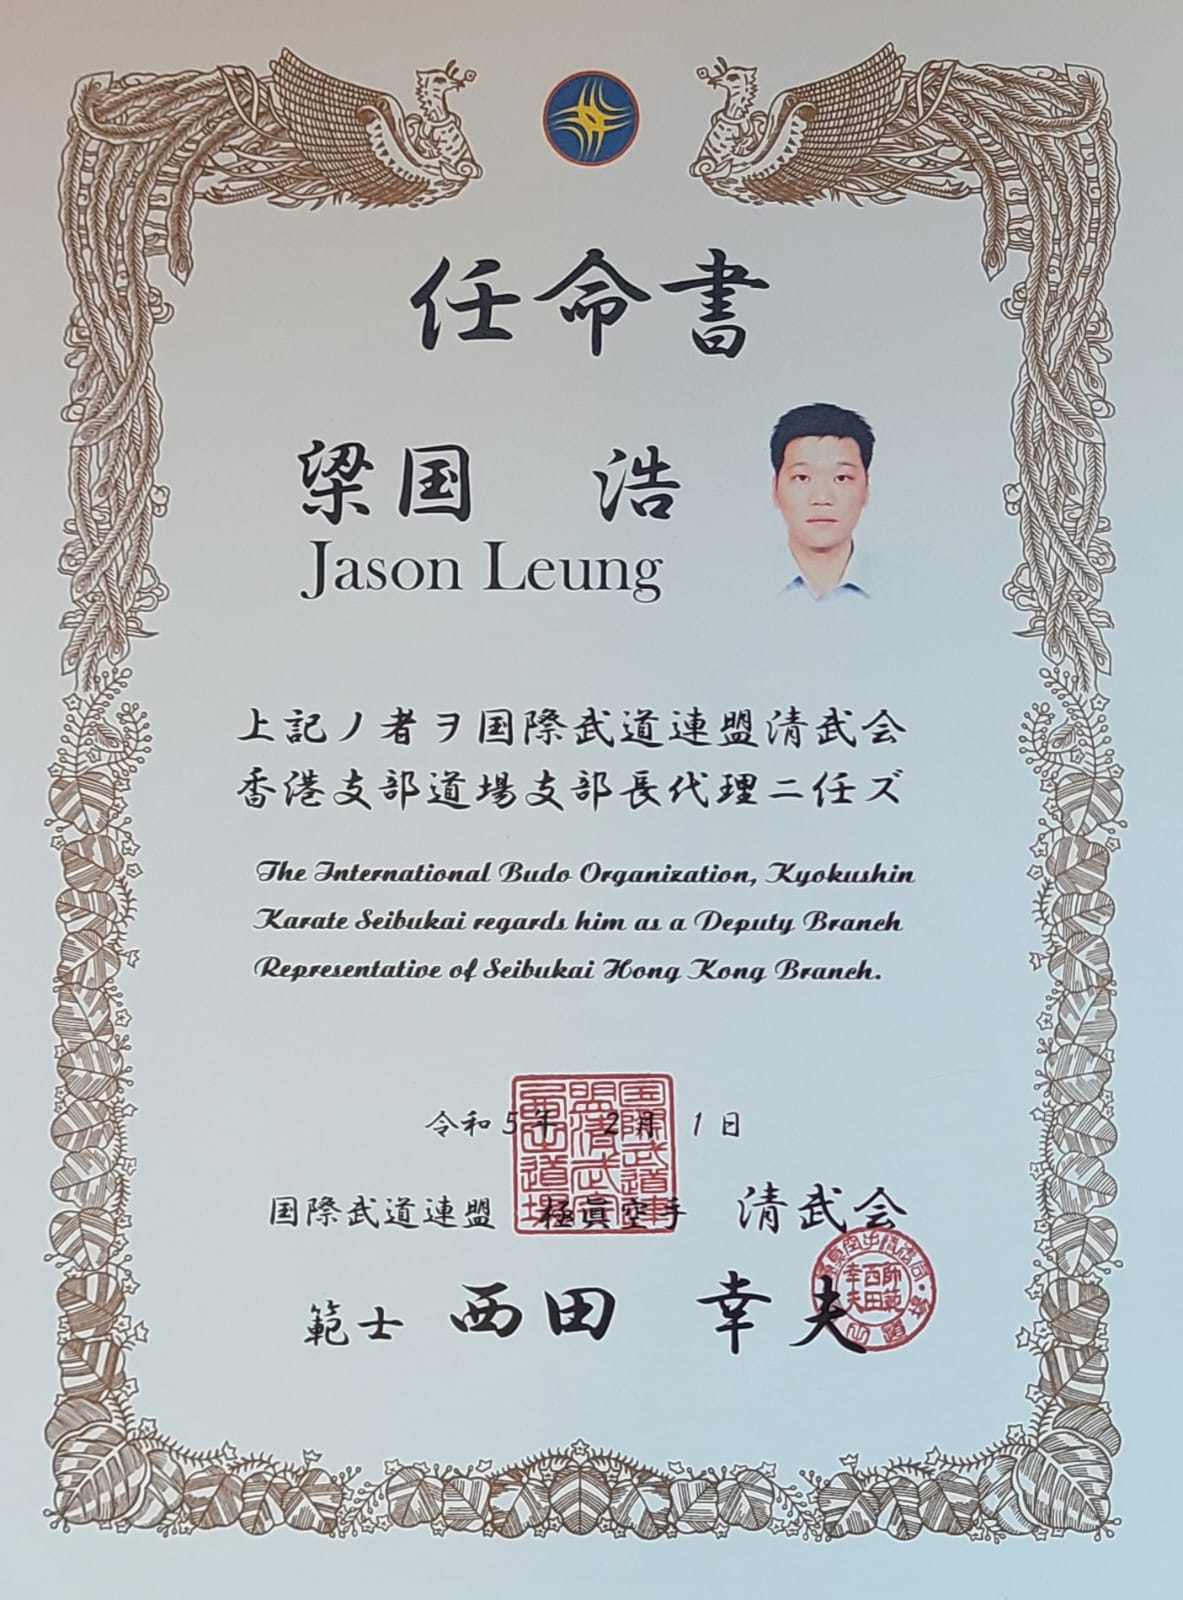 任命書
梁国 浩
Jason Leung
上記ノ者ヲ国際武道連盟清武会
香港支部道場支部長代理ニ任ズ
The International Budo Organization, Kyokushin
Karate Seibukai regards him as a Deputy Branch
Representative of Seibukai Hong Kong Branch.
令和5年 2月 1日
国際武道連盟 極眞空手 清武会
範士 西田 幸夫